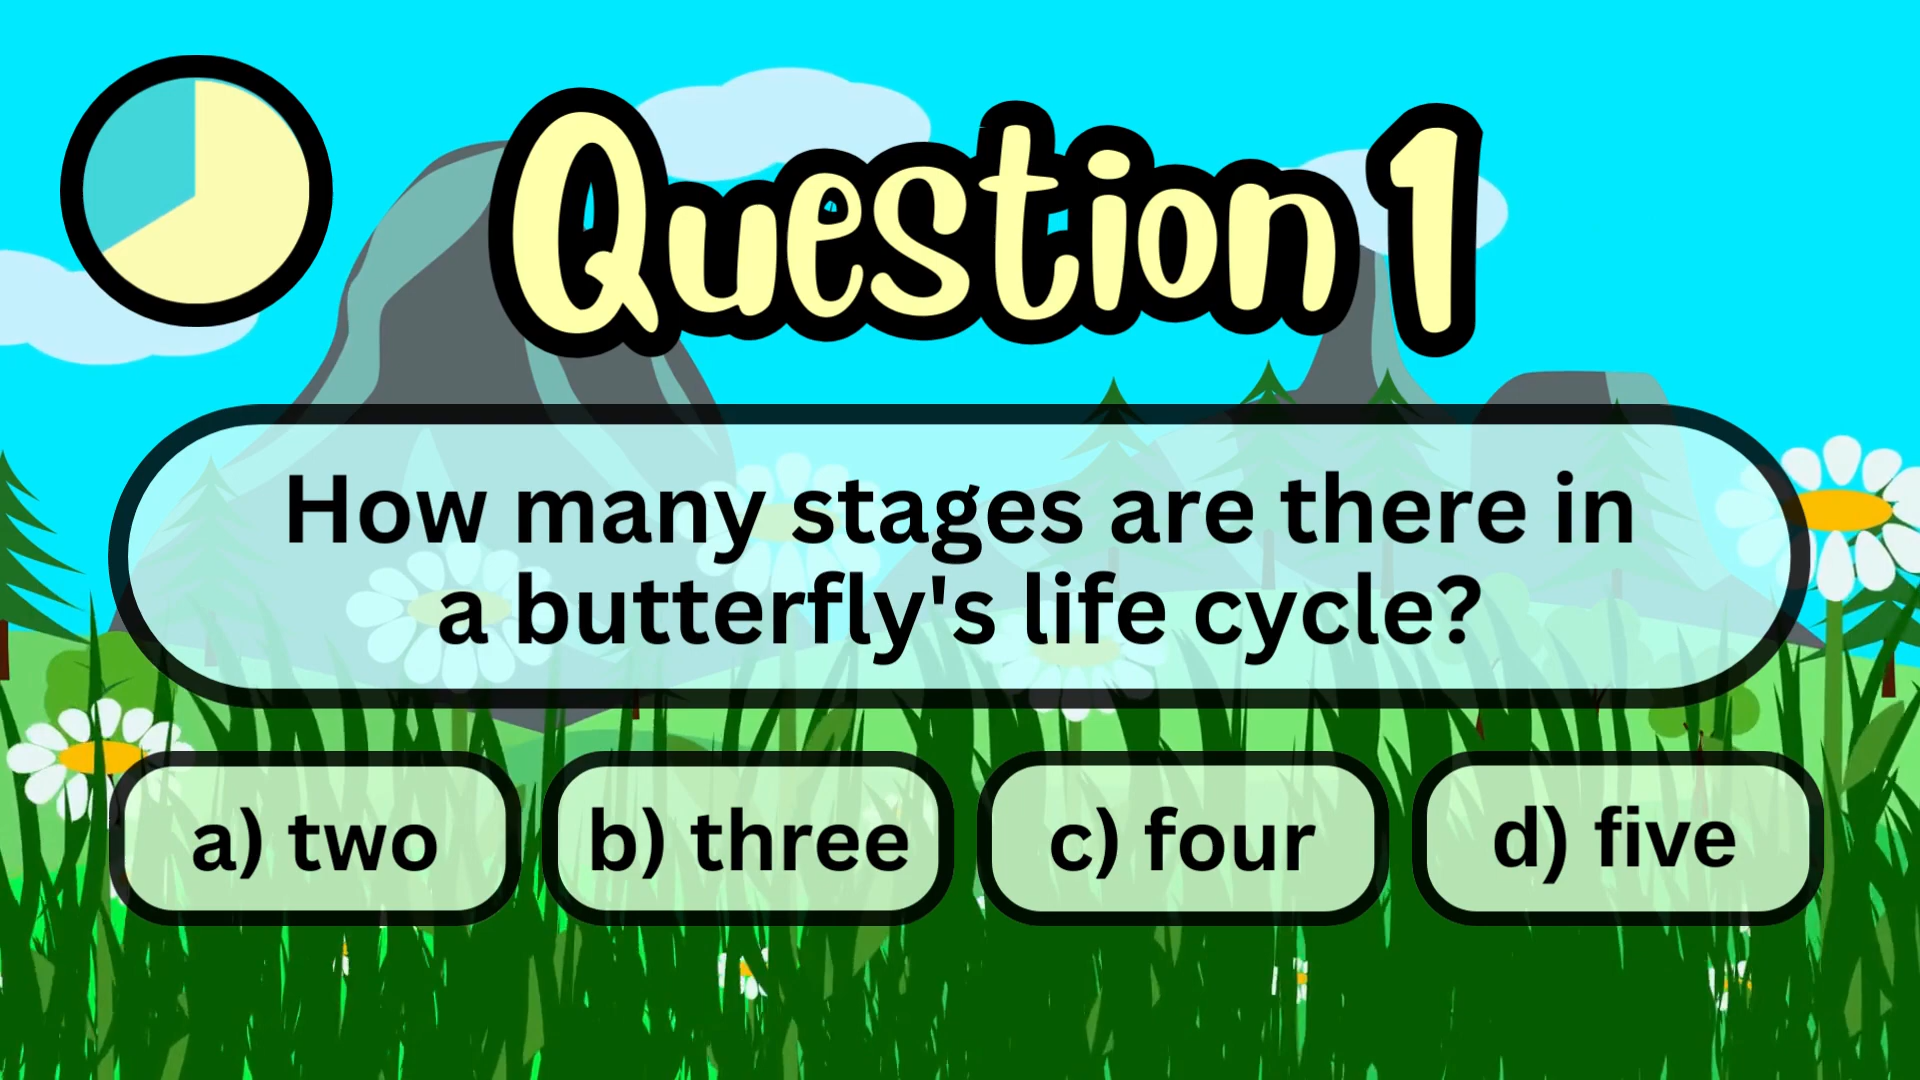 Question 1
How many stages are there in
a butterfly's life cycle?
a) two
b) three
c) four
d) five